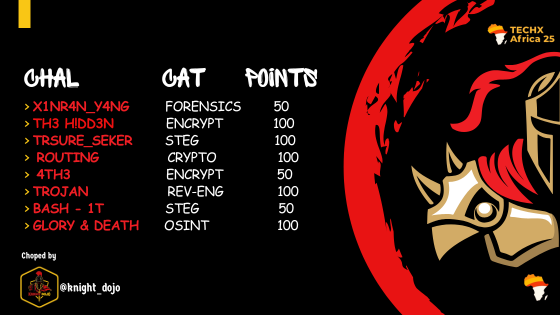 TECHX
Africa 25
CHAL CAT POINTS
> X1NR4N_Y4NG FORENSICS 50
> TH3 H!DD3N ENCRYPT 100
> TRSURE_SEKER STEG 100
> ROUTING CRYPTO 100
> 4TH3 ENCRYPT 50
> TROJAN REV-ENG 100
> BASH - 1T STEG 50
> GLORY & DEATH OSINT 100
Choped by
@knight_dojo